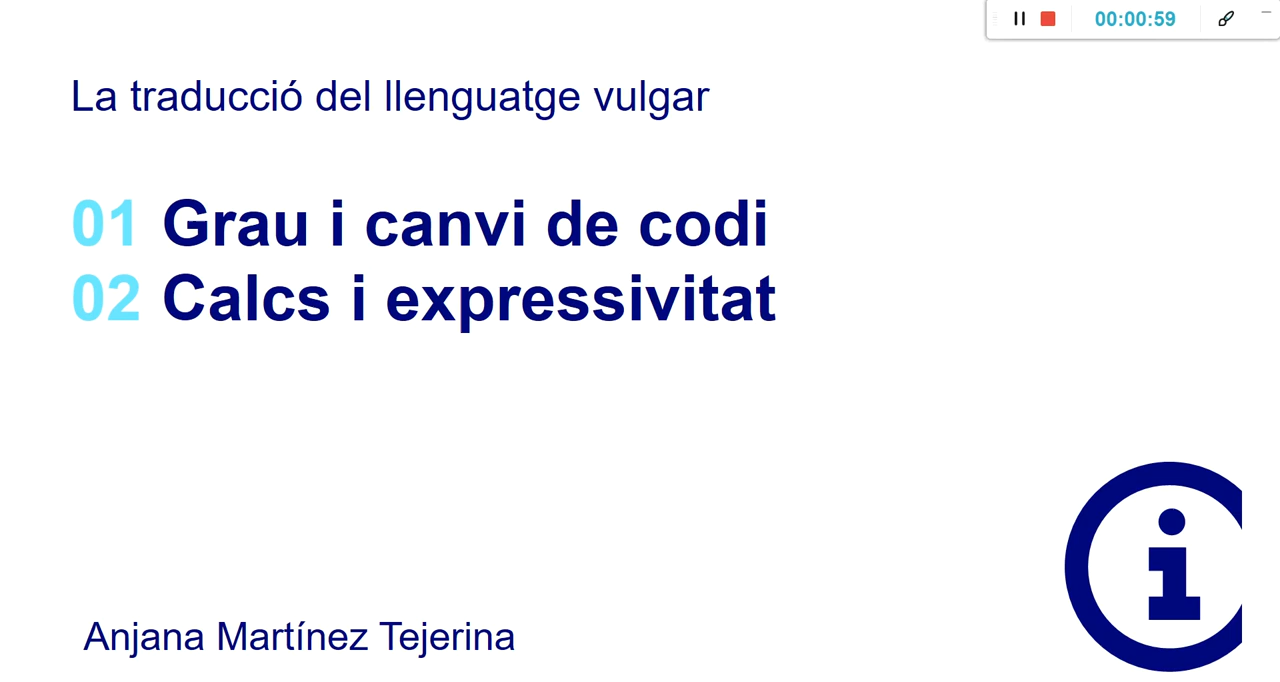 00:00:59
La traducció del llenguatge vulgar
01 Grau i canvi de codi
02 Calcs i expressivitat
i
Anjana Martínez Tejerina